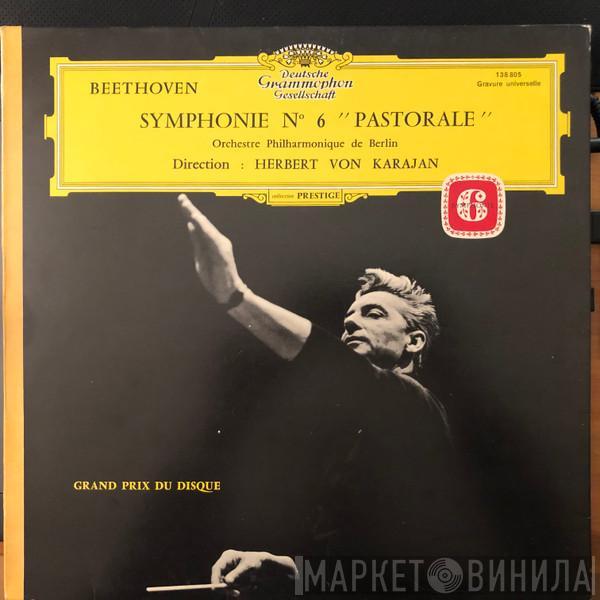 Deutsche
Grammophon
Gesellschaft
138 805
Gravure universelle
BEETHOVEN
SYMPHONIE Nº 6 "PASTORALE"
Orchestre Philharmonique de Berlin
Direction : HERBERT VON KARAJAN
collection PRESTIGE
6
GRAND PRIX DU DISQUE
МАРКЕТ ВИНИЛА